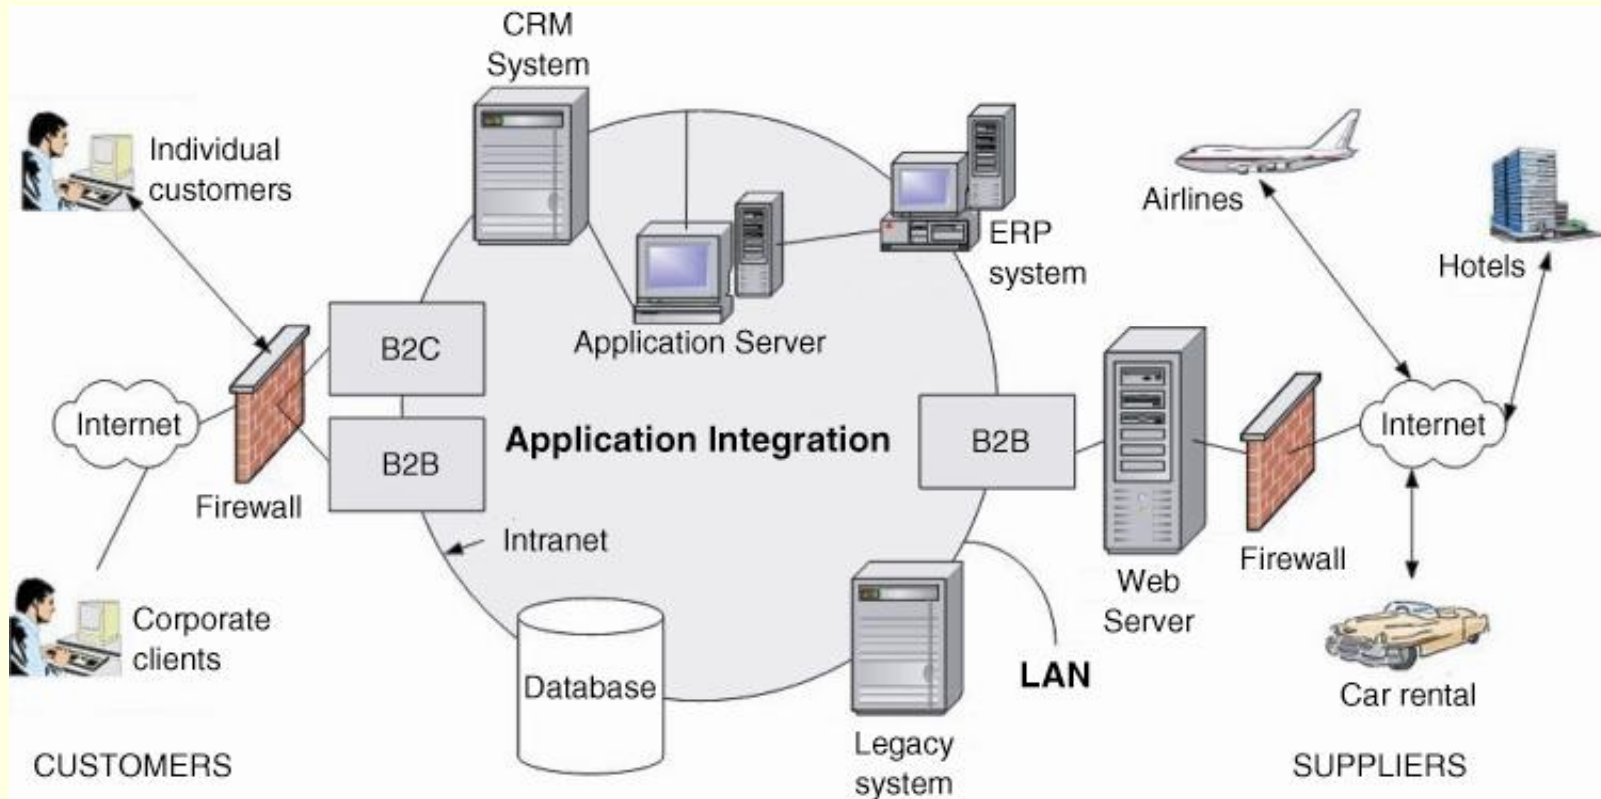 CRM
System
Individual
customers
Airlines
Hotels
ERP
system
Application Server
B2C
Internet
B2B
Application Integration
B2B
Internet
Firewall
Intranet
Firewall
Web
Server
Corporate
clients
Database
LAN
Car rental
Legacy
system
CUSTOMERS
SUPPLIERS